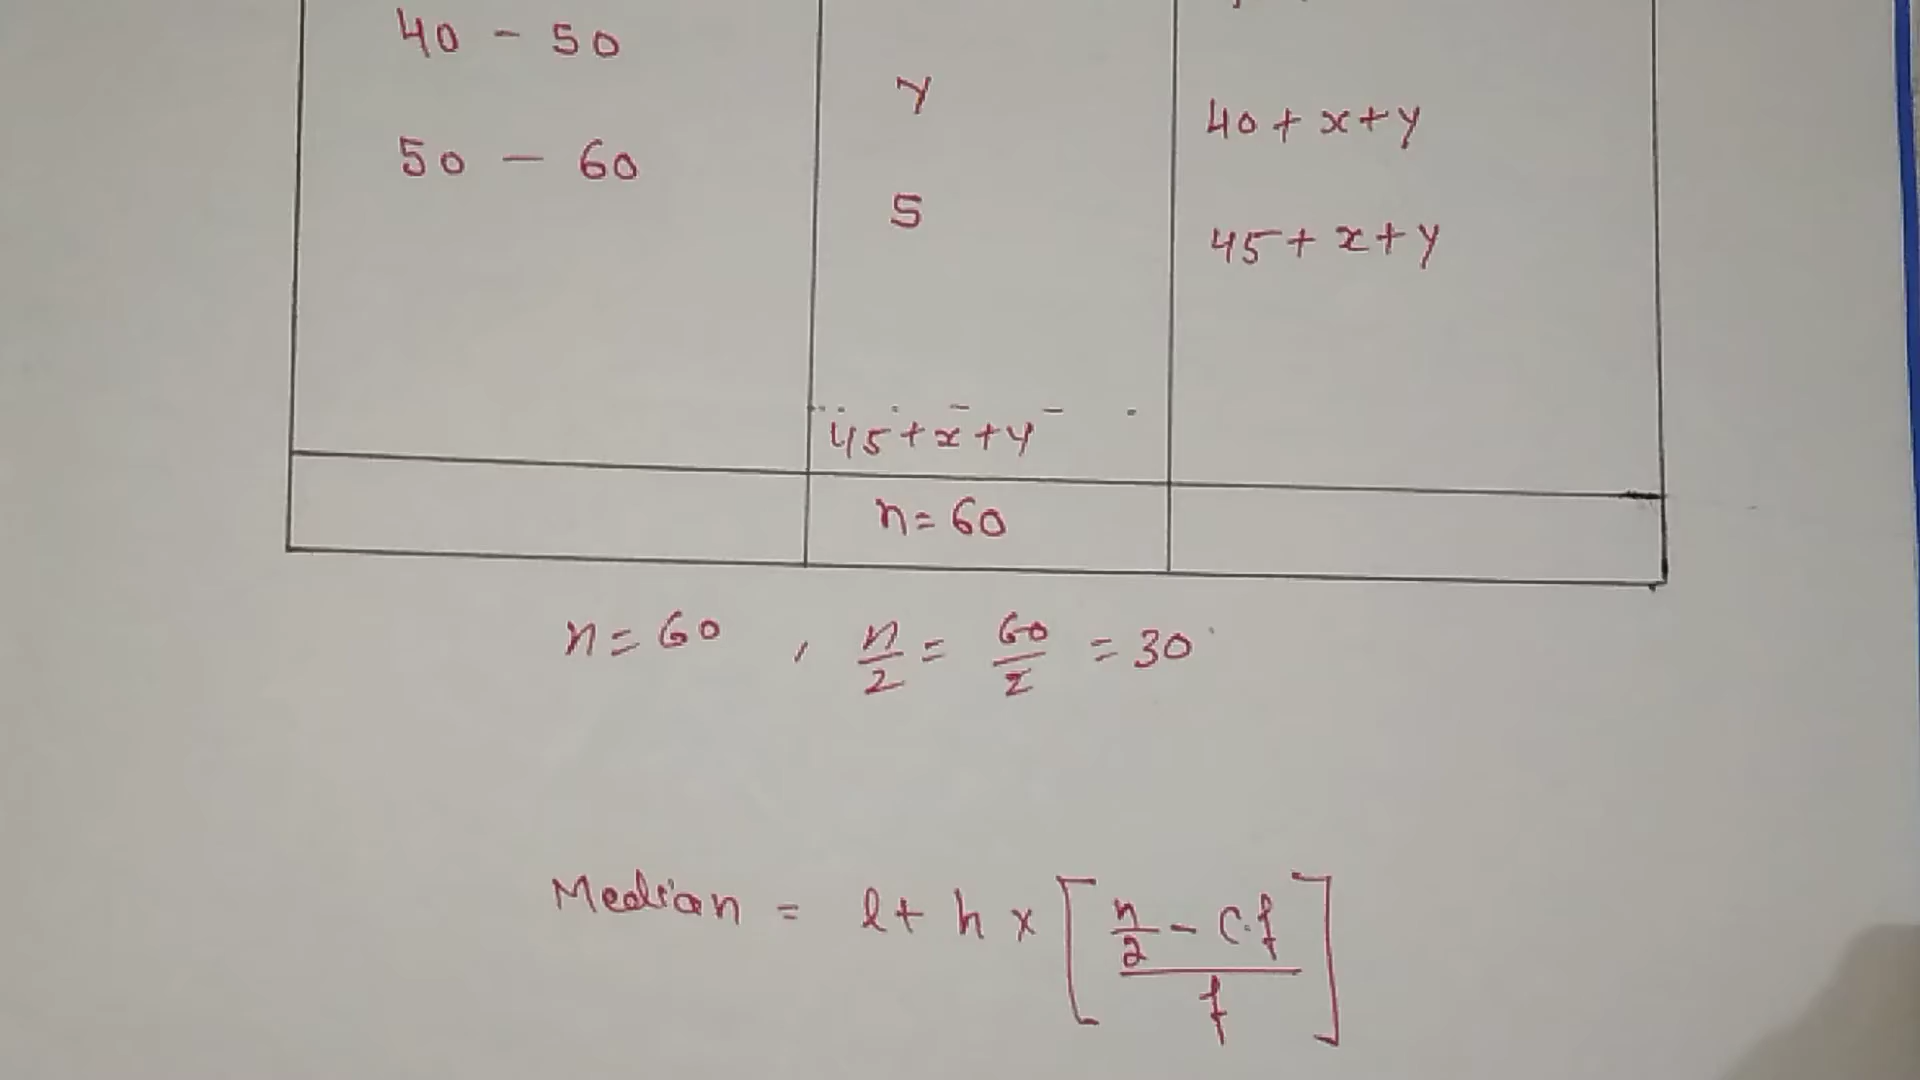 40 - 50
y
40 + x + y
50 - 60
5
45 + x + y
45 + x + y
n = 60
n = 60 , n/2 = 60/2 = 30
Median = l + h × [ (n/2 - c.f) / f ]